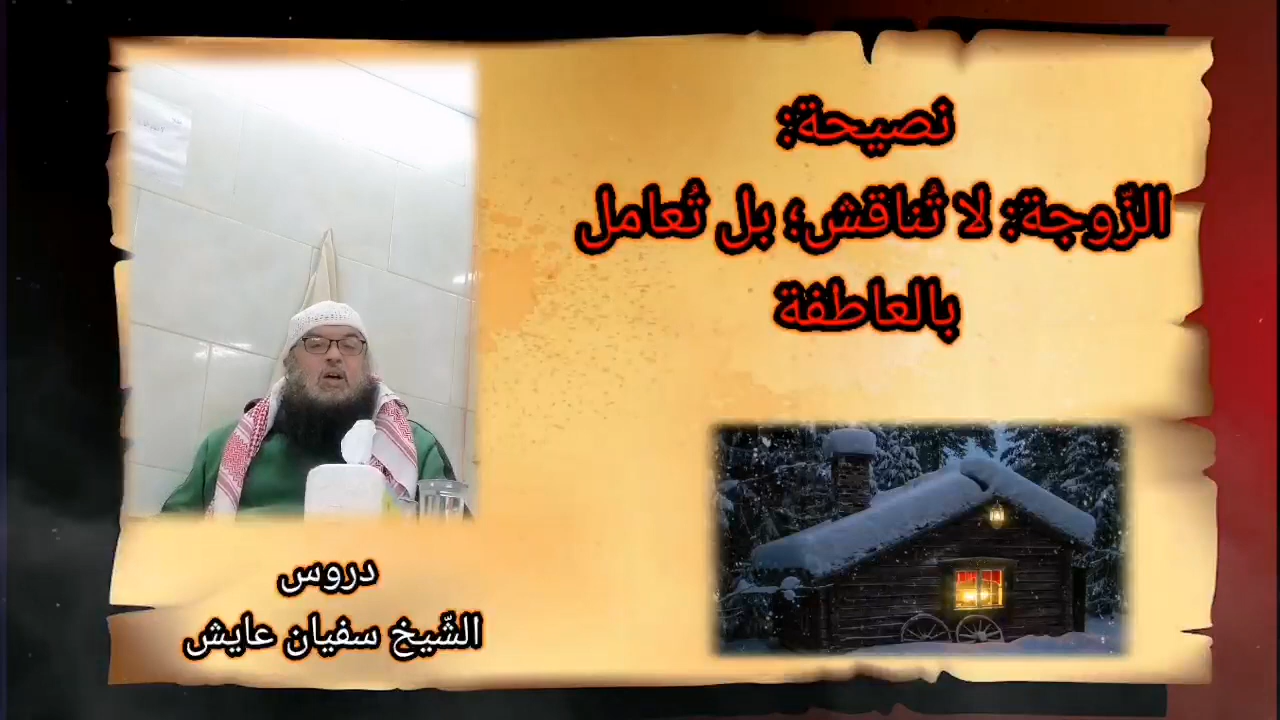 نصيحة:
الزّوجة: لا تُناقش؛ بل تُعامل
بالعاطفة
دروس
الشّيخ سفيان عايش